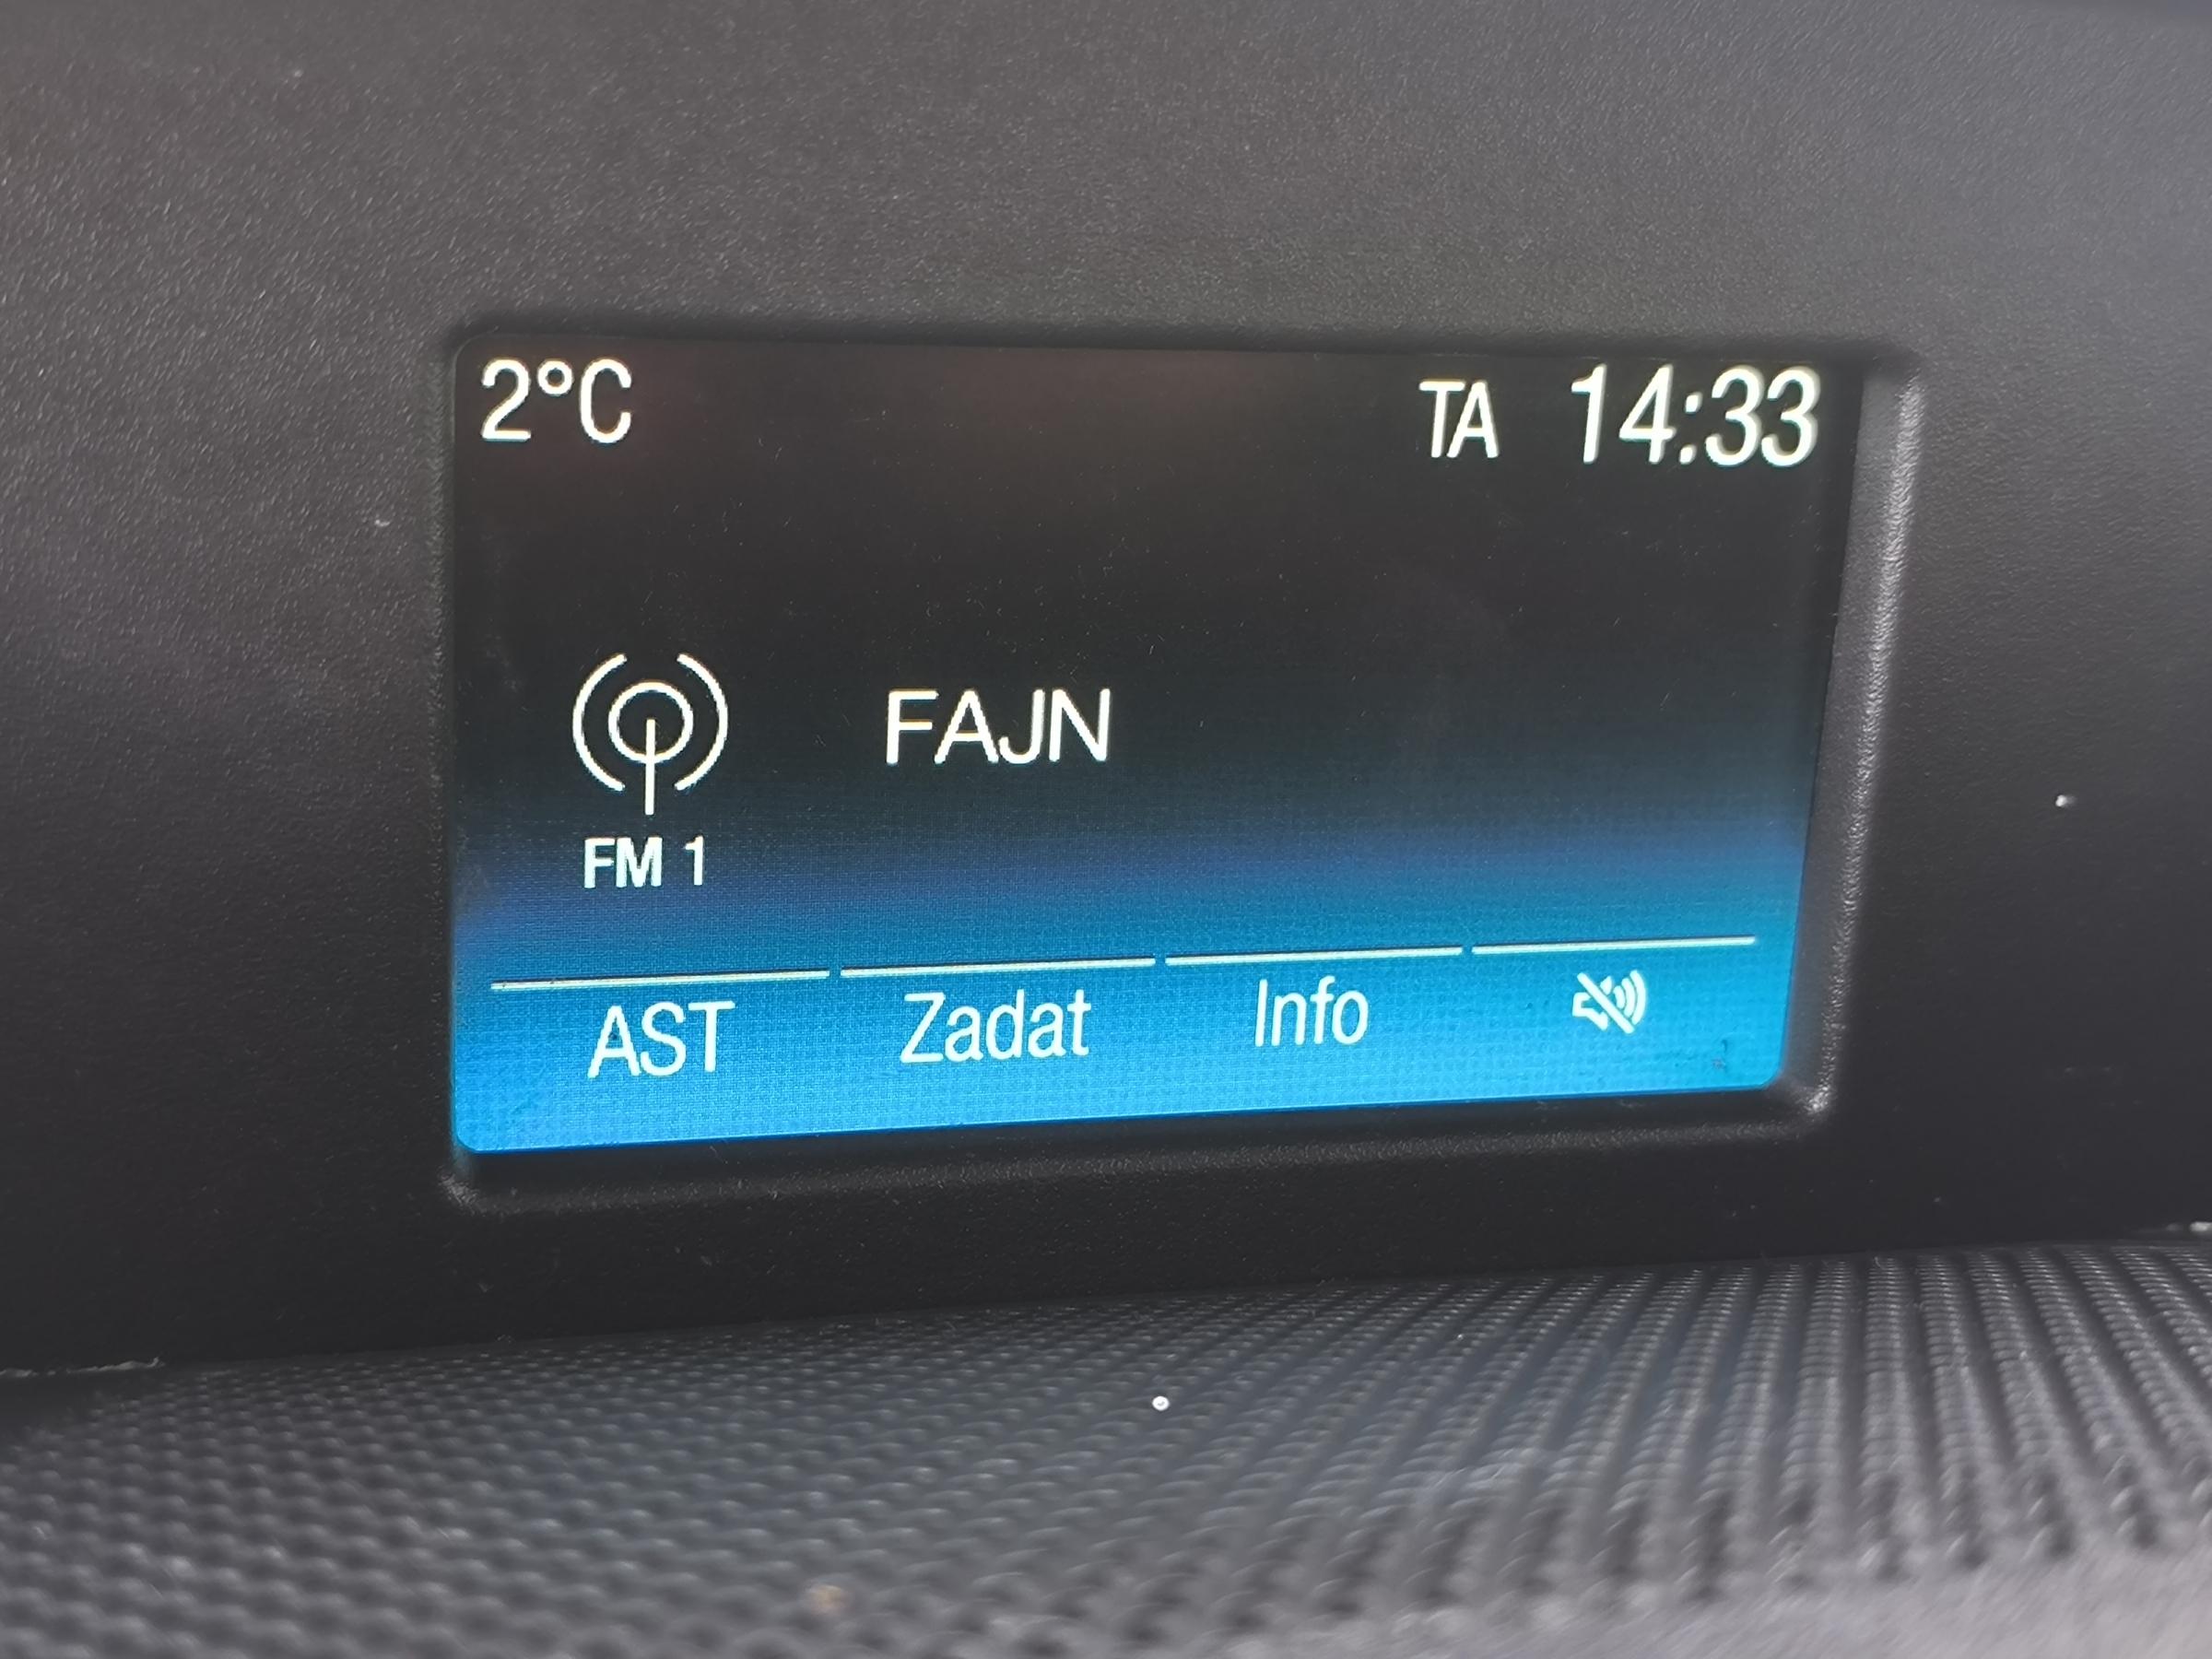 2°C TA 14:33
FAJN
FM 1
AST Zadat Info